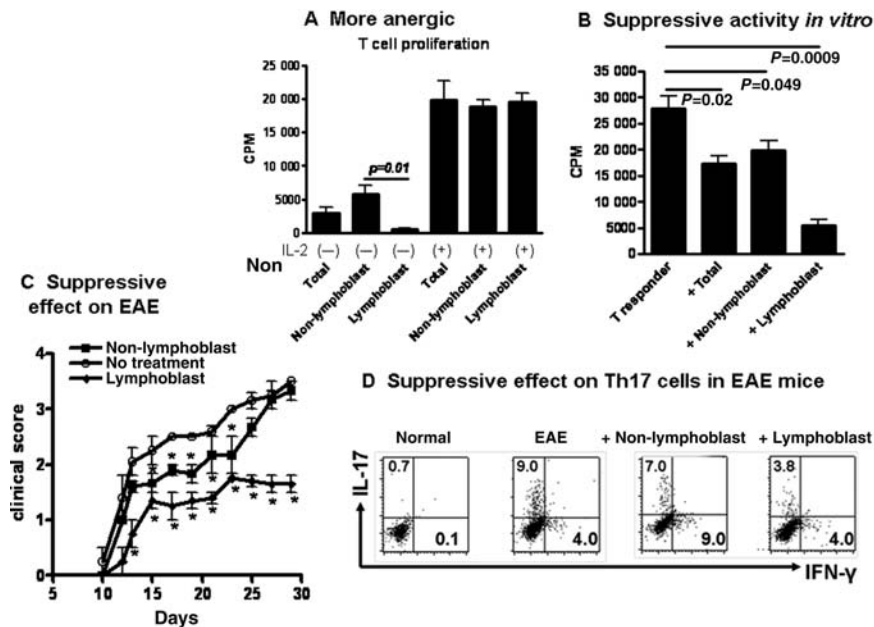 A More anergic
T cell proliferation
CPM
25 000
20 000
15 000
10 000
5000
0
p=0.01
IL-2 (—) (—) (—) (+) (+) (+)
Non
Total
Non-lymphoblast
Lymphoblast
Total
Non-lymphoblast
Lymphoblast
B Suppressive activity in vitro
P=0.0009
P=0.049
P=0.02
CPM
35 000
30 000
25 000
20 000
15 000
10 000
5000
0
T responder
+ Total
+ Non-lymphoblast
+ Lymphoblast
C Suppressive
effect on EAE
Non-lymphoblast
No treatment
Lymphoblast
clinical score
4
3
2
1
0
* * * *
* * * * * * * * *
5 10 15 20 25 30
Days
D Suppressive effect on Th17 cells in EAE mice
Normal EAE + Non-lymphoblast + Lymphoblast
IL-17
0.7 9.0 7.0 3.8
0.1 4.0 9.0 4.0
IFN-γ